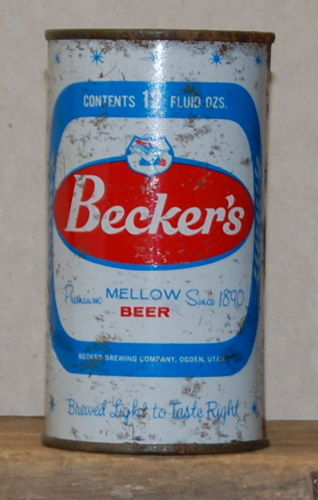 CONTENTS 12 FLUID OZS.
Becker's
Premium MELLOW Since 1890
BEER
BECKER BREWING COMPANY, OGDEN, UTAH
Brewed Light to Taste Right